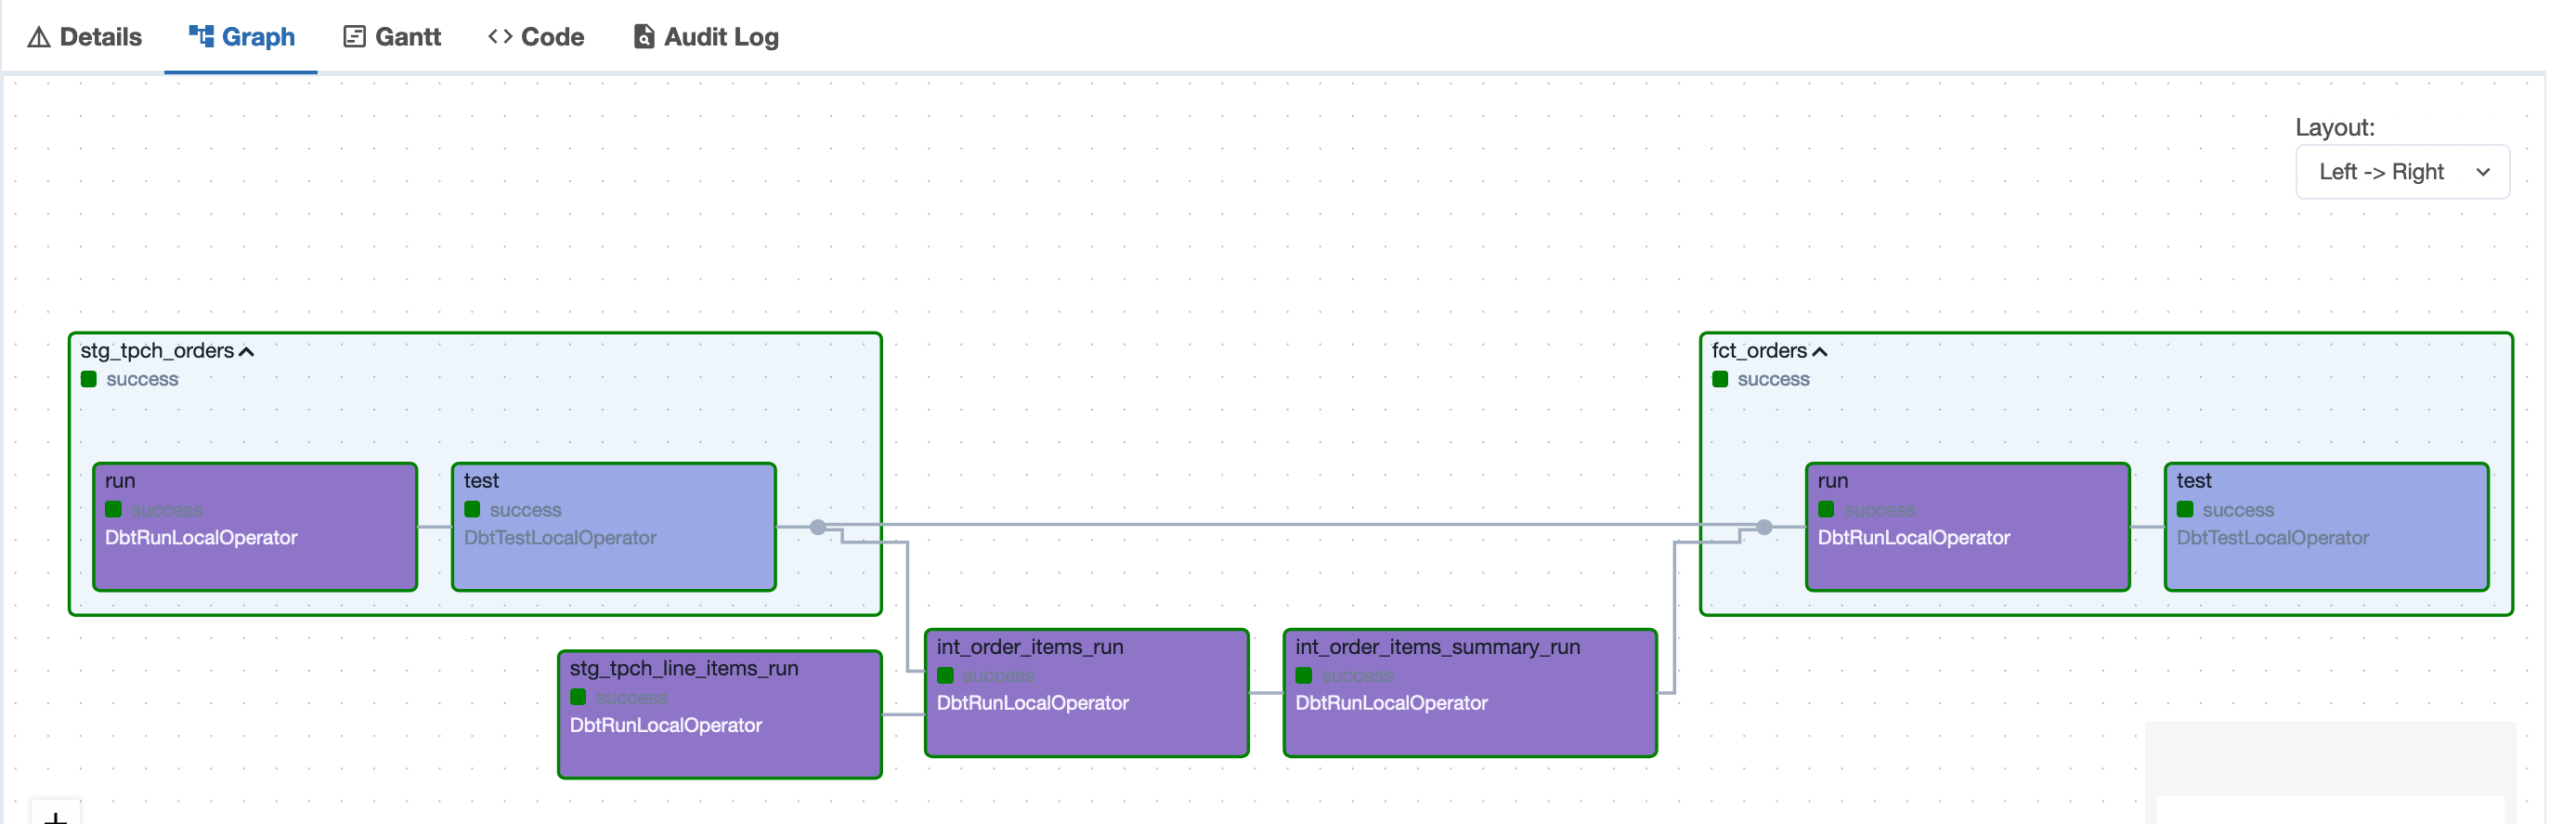 Details
Graph
Gantt
Code
Audit Log
Layout:
Left -> Right
stg_tpch_orders
success
run
success
DbtRunLocalOperator
test
success
DbtTestLocalOperator
stg_tpch_line_items_run
success
DbtRunLocalOperator
int_order_items_run
success
DbtRunLocalOperator
int_order_items_summary_run
success
DbtRunLocalOperator
fct_orders
success
run
success
DbtRunLocalOperator
test
success
DbtTestLocalOperator